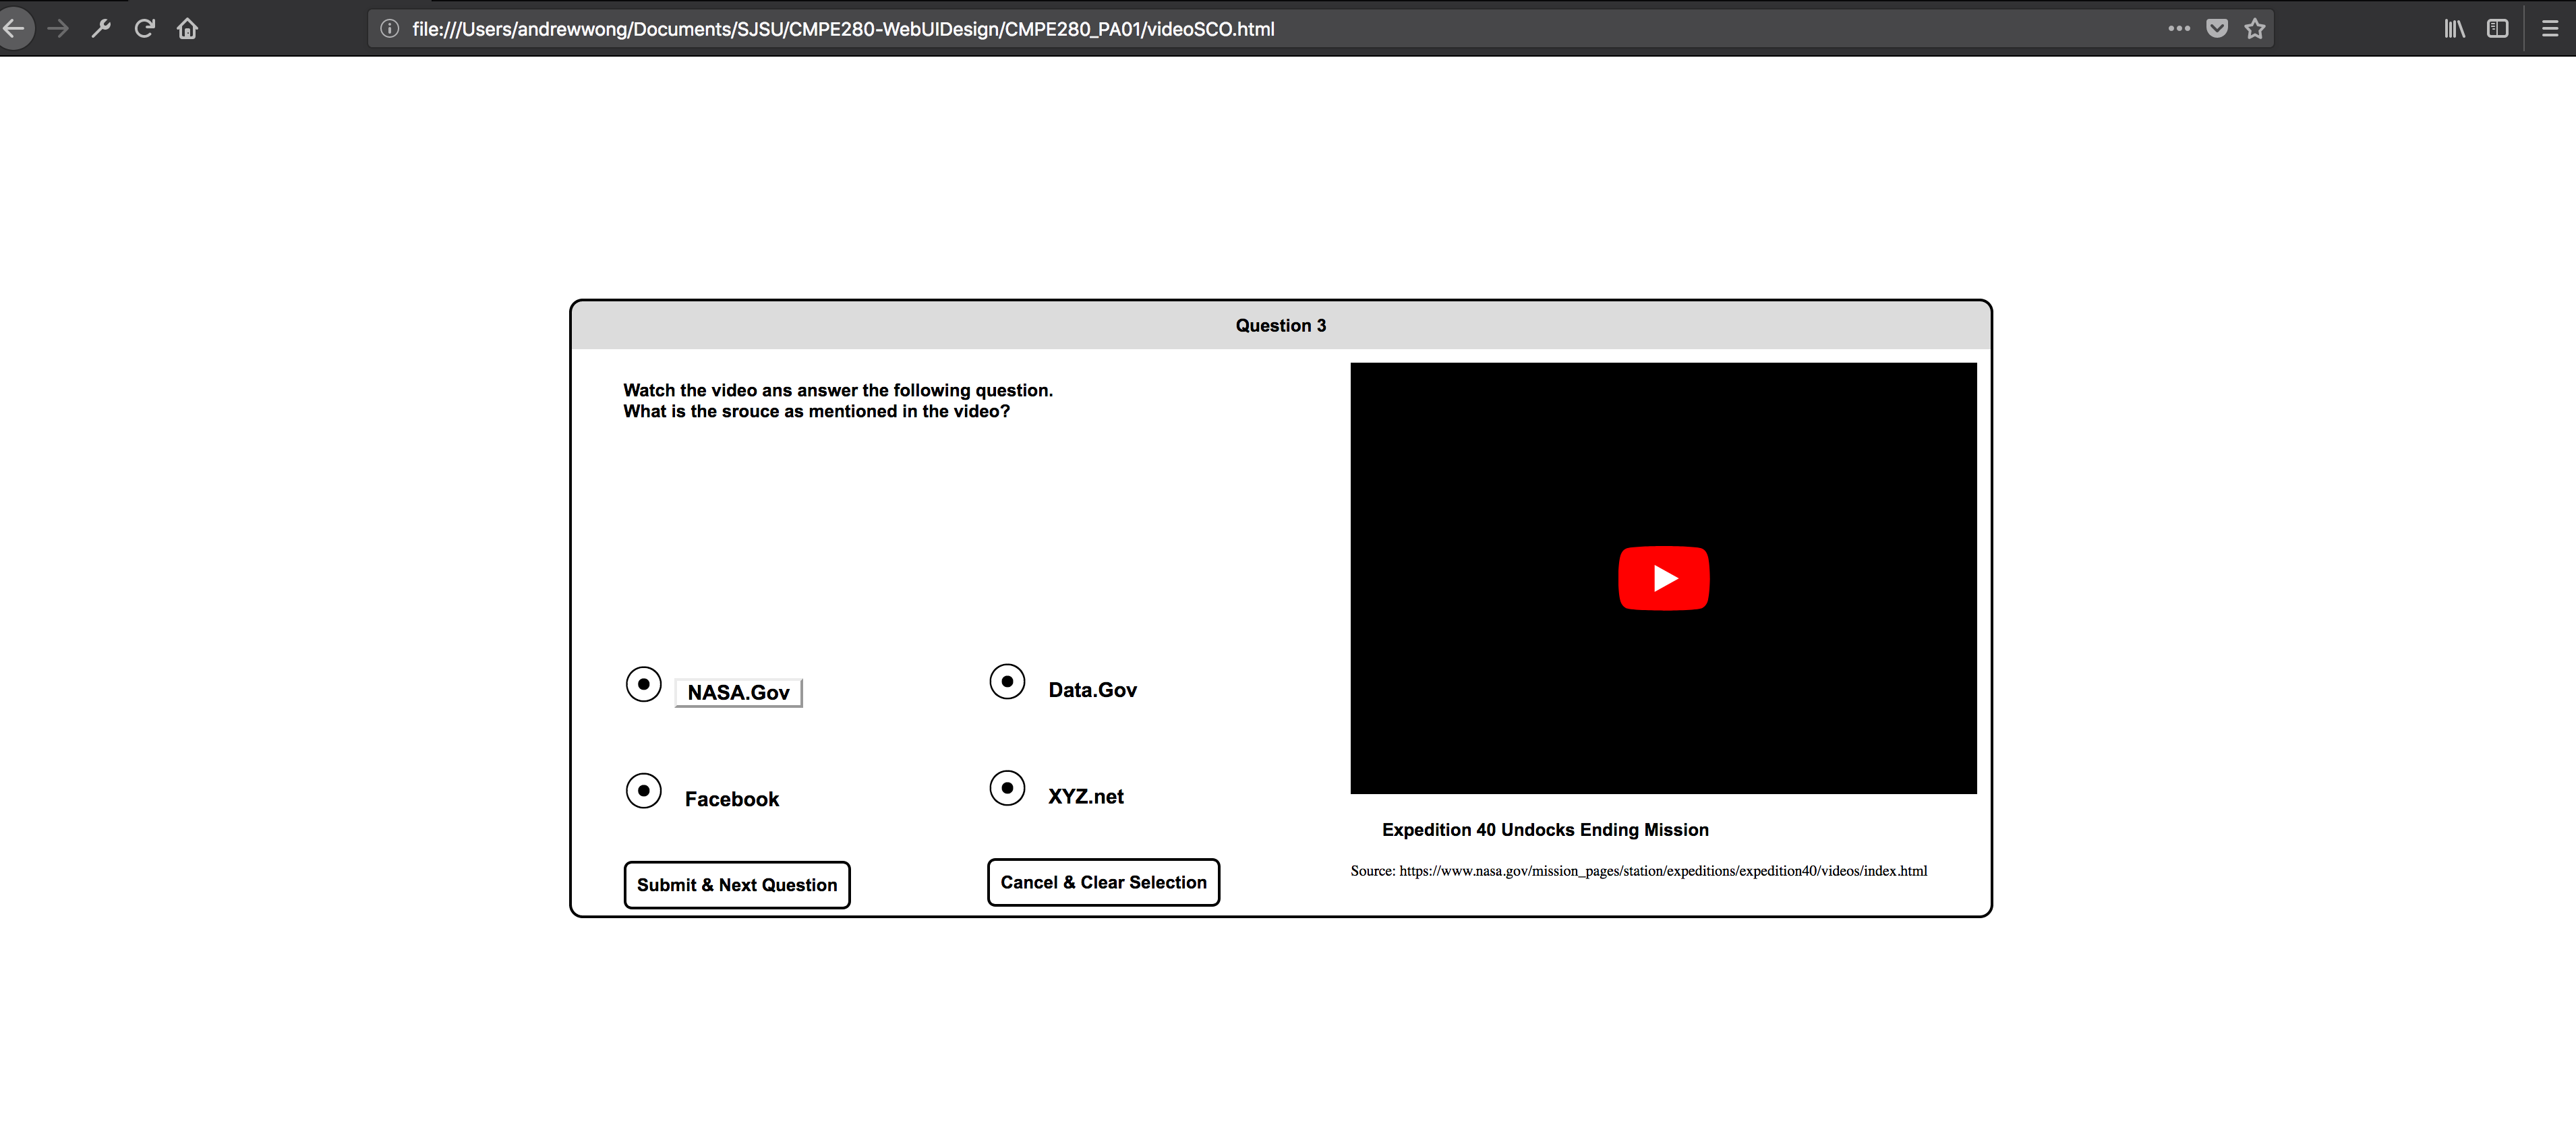 file:///Users/andrewwong/Documents/SJSU/CMPE280-WebUIDesign/CMPE280_PA01/videoSCO.html
Question 3
Watch the video ans answer the following question.
What is the srouce as mentioned in the video?
NASA.Gov
Data.Gov
Facebook
XYZ.net
Submit & Next Question
Cancel & Clear Selection
Expedition 40 Undocks Ending Mission
Source: https://www.nasa.gov/mission_pages/station/expeditions/expedition40/videos/index.html